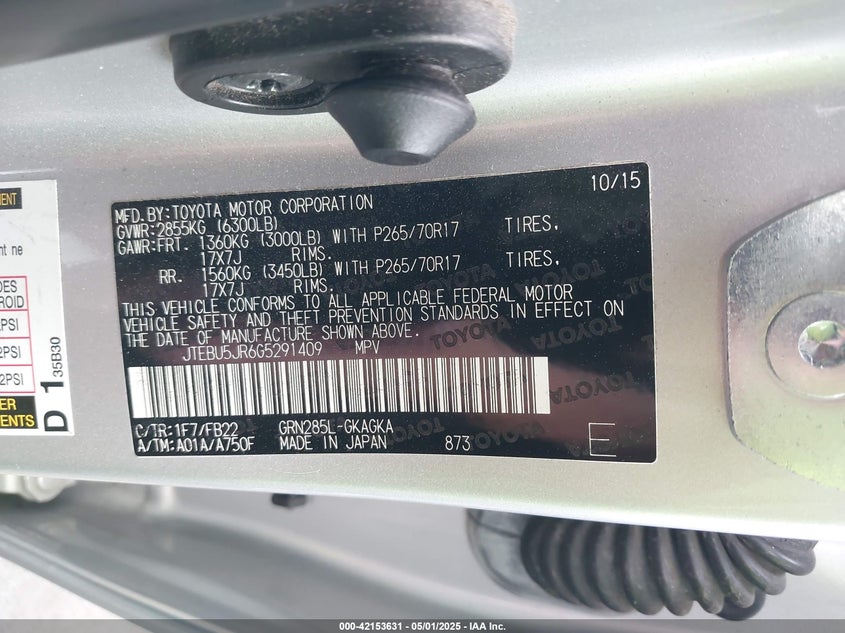 10/15
MFD.BY:TOYOTA MOTOR CORPORATION
GVWR:2855KG (6300LB)
GAWR:FRT. 1360KG (3000LB) WITH P265/70R17 TIRES,
17X7J RIMS.
RR. 1560KG (3450LB) WITH P265/70R17 TIRES,
17X7J RIMS.
THIS VEHICLE CONFORMS TO ALL APPLICABLE FEDERAL MOTOR
VEHICLE SAFETY AND THEFT PREVENTION STANDARDS IN EFFECT ON
THE DATE OF MANUFACTURE SHOWN ABOVE.
JTEBU5JR6G5291409 MPV
C/TR:1F7/FB22 GRN285L-GKAGKA
A/TM:A01A/A750F MADE IN JAPAN 873 E
TOYOTA
TOYOTA
TOYOTA
D 1 35B30
000-42153631 - 05/01/2025 - IAA Inc.